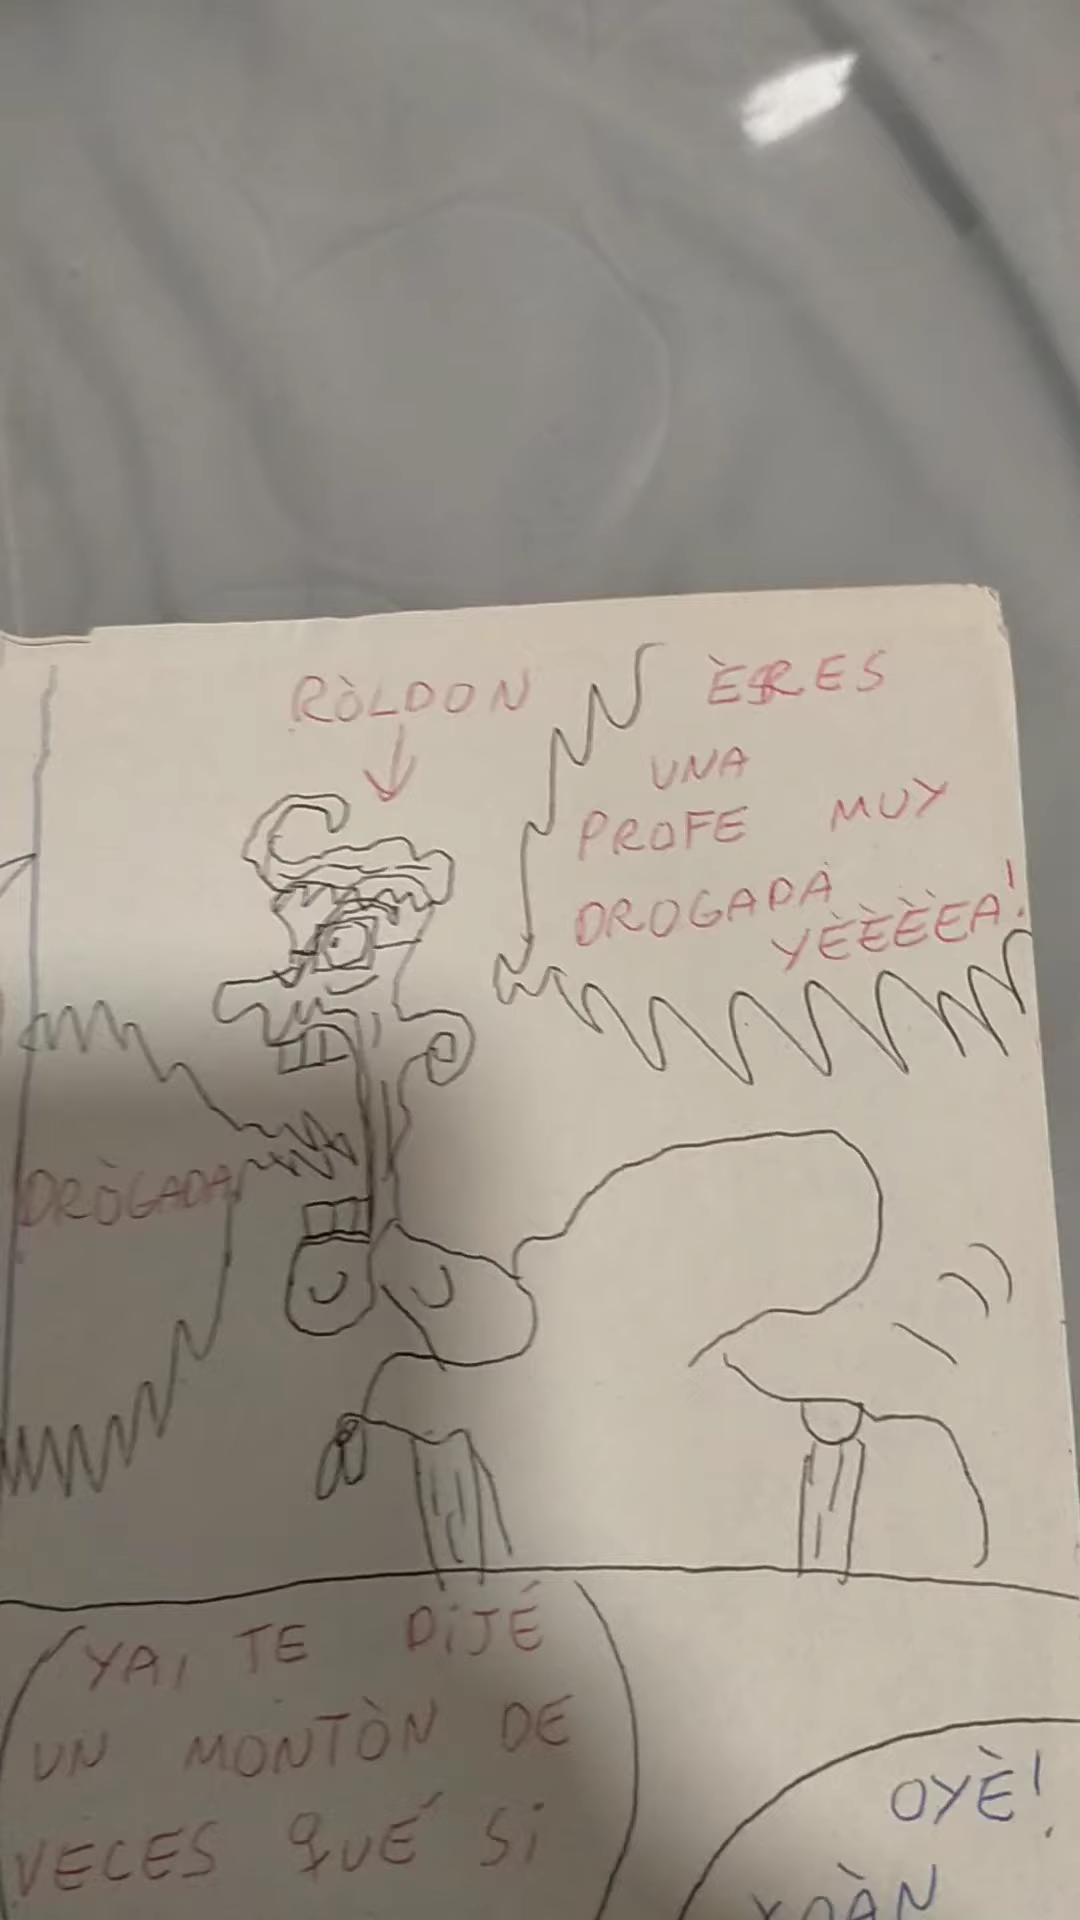 RÒLDON
ÈRES
UNA
PROFE MUY
DROGADA
YÈÈÈÈA!
DRÒGADA
YA, TE DiJÉ
UN MONTÒN DE
VECES QUÉ Si
OYÈ!